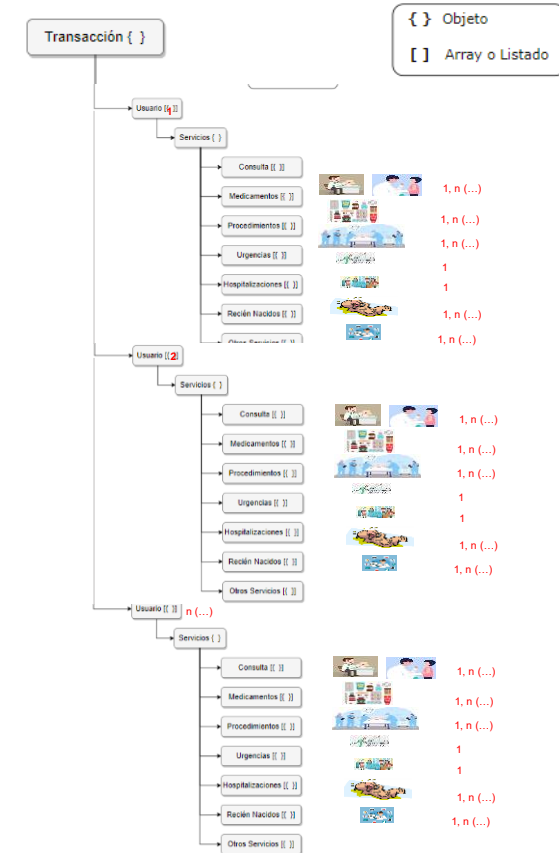 { } Objeto
[ ] Array o Listado
Transacción { }
Usuario [{1}]
Servicios { }
Consulta [{ }]
Medicamentos [{ }]
Procedimientos [{ }]
Urgencias [{ }]
Hospitalizaciones [{ }]
Recién Nacidos [{ }]
Otros Servicios [{ }]
1, n (...)
1, n (...)
1, n (...)
1
1
1, n (...)
1, n (...)
Usuario [{2}]
Servicios { }
Consulta [{ }]
Medicamentos [{ }]
Procedimientos [{ }]
Urgencias [{ }]
Hospitalizaciones [{ }]
Recién Nacidos [{ }]
Otros Servicios [{ }]
1, n (...)
1, n (...)
1, n (...)
1
1
1, n (...)
1, n (...)
Usuario [{ }] n (...)
Servicios { }
Consulta [{ }]
Medicamentos [{ }]
Procedimientos [{ }]
Urgencias [{ }]
Hospitalizaciones [{ }]
Recién Nacidos [{ }]
Otros Servicios [{ }]
1, n (...)
1, n (...)
1, n (...)
1
1
1, n (...)
1, n (...)